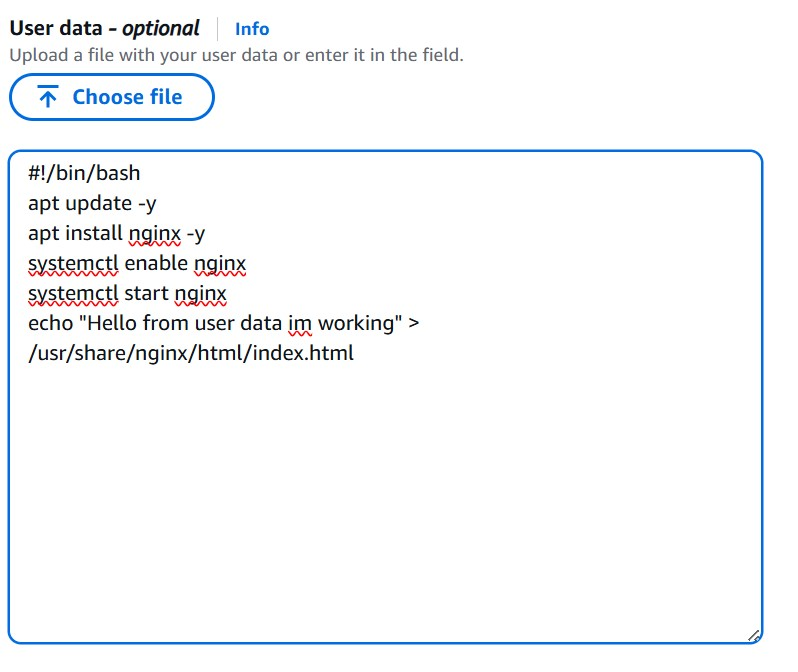 User data - optional Info
Upload a file with your user data or enter it in the field.
Choose file
#!/bin/bash
apt update -y
apt install nginx -y
systemctl enable nginx
systemctl start nginx
echo "Hello from user data im working" >
/usr/share/nginx/html/index.html